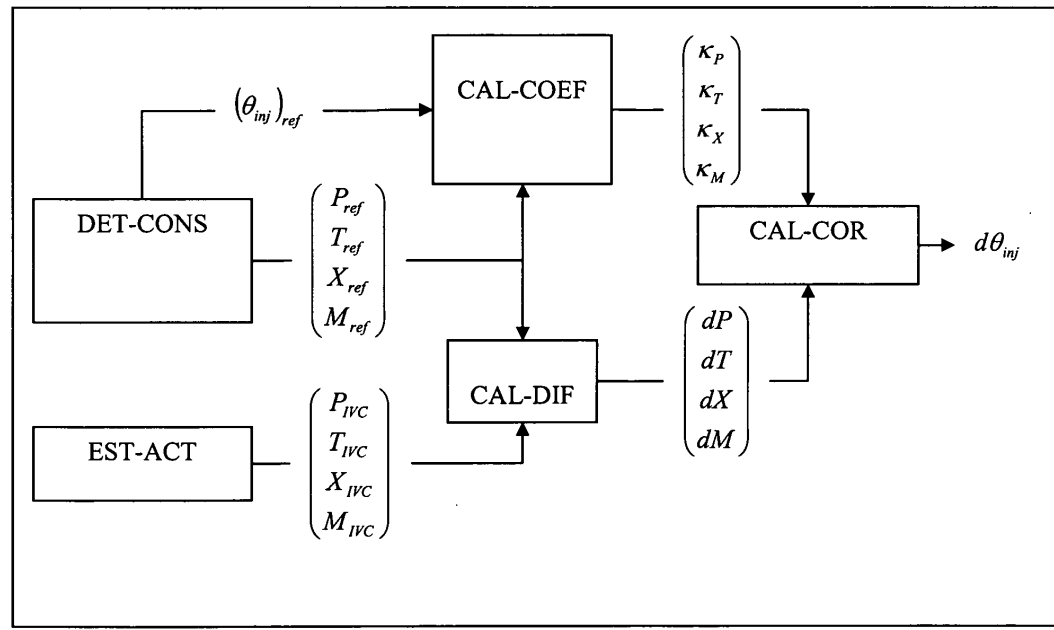 CAL-COEF
(θ_inj)_ref
κ_P
κ_T
κ_X
κ_M
DET-CONS
P_ref
T_ref
X_ref
M_ref
CAL-COR
dθ_inj
CAL-DIF
dP
dT
dX
dM
EST-ACT
P_IVC
T_IVC
X_IVC
M_IVC